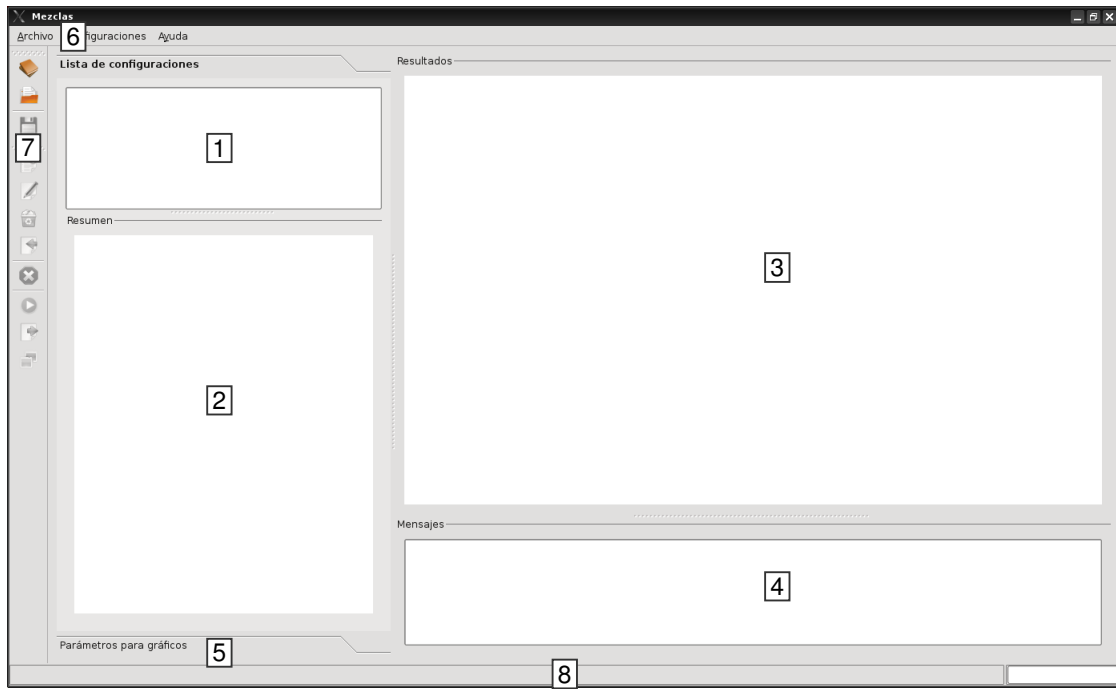 Mezclas
Archivo 6 figuraciones Ayuda
Lista de configuraciones
Resultados
7
1
Resumen
3
2
Mensajes
4
Parámetros para gráficos 5
8